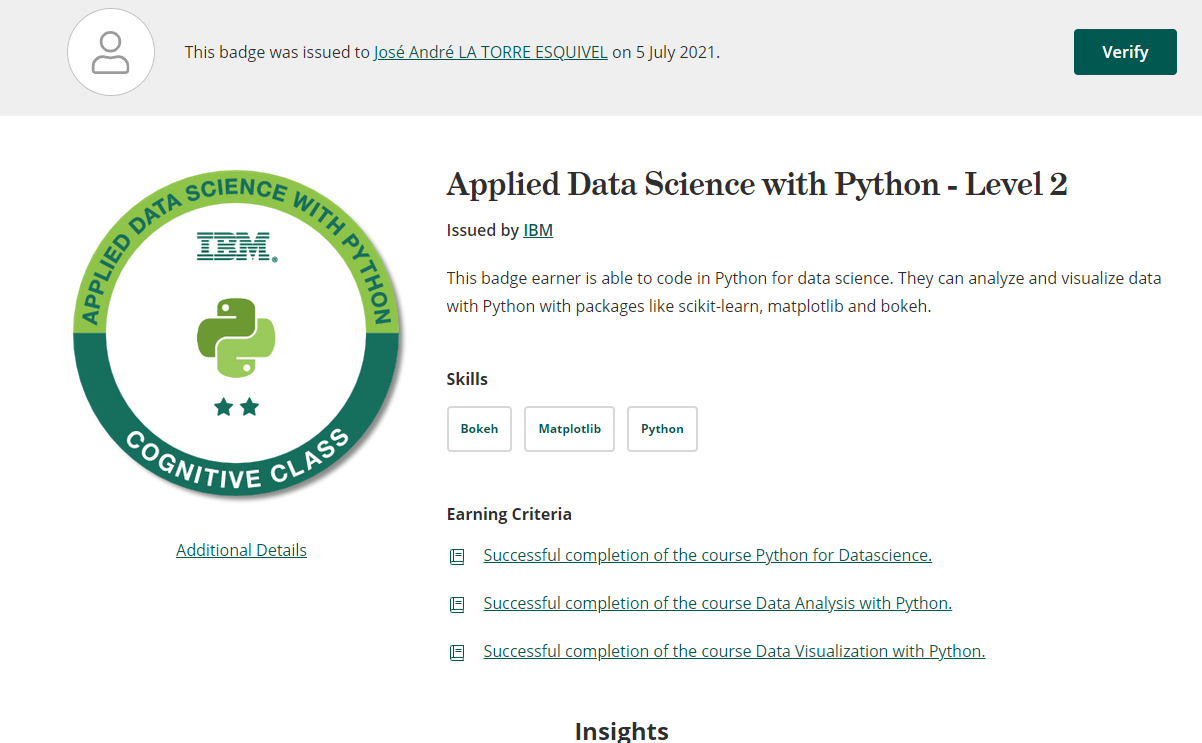 This badge was issued to José André LA TORRE ESQUIVEL on 5 July 2021.
Verify
APPLIED DATA SCIENCE WITH PYTHON
IBM®
COGNITIVE CLASS
Additional Details
Applied Data Science with Python - Level 2
Issued by IBM
This badge earner is able to code in Python for data science. They can analyze and visualize data
with Python with packages like scikit-learn, matplotlib and bokeh.
Skills
Bokeh Matplotlib Python
Earning Criteria
Successful completion of the course Python for Datascience.
Successful completion of the course Data Analysis with Python.
Successful completion of the course Data Visualization with Python.
Insights